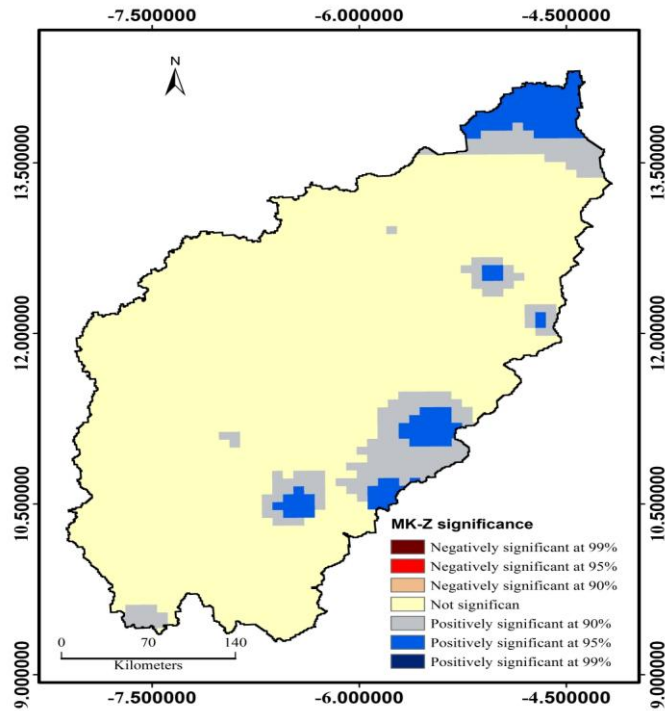 -7.500000 -6.000000 -4.500000
N
13.500000 13.500000
12.000000 12.000000
10.500000 10.500000
MK-Z significance
Negatively significant at 99%
Negatively significant at 95%
Negatively significant at 90%
Not significan
Positively significant at 90%
Positively significant at 95%
Positively significant at 99%
0 70 140
Kilometers
9.000000 9.000000
-7.500000 -6.000000 -4.500000